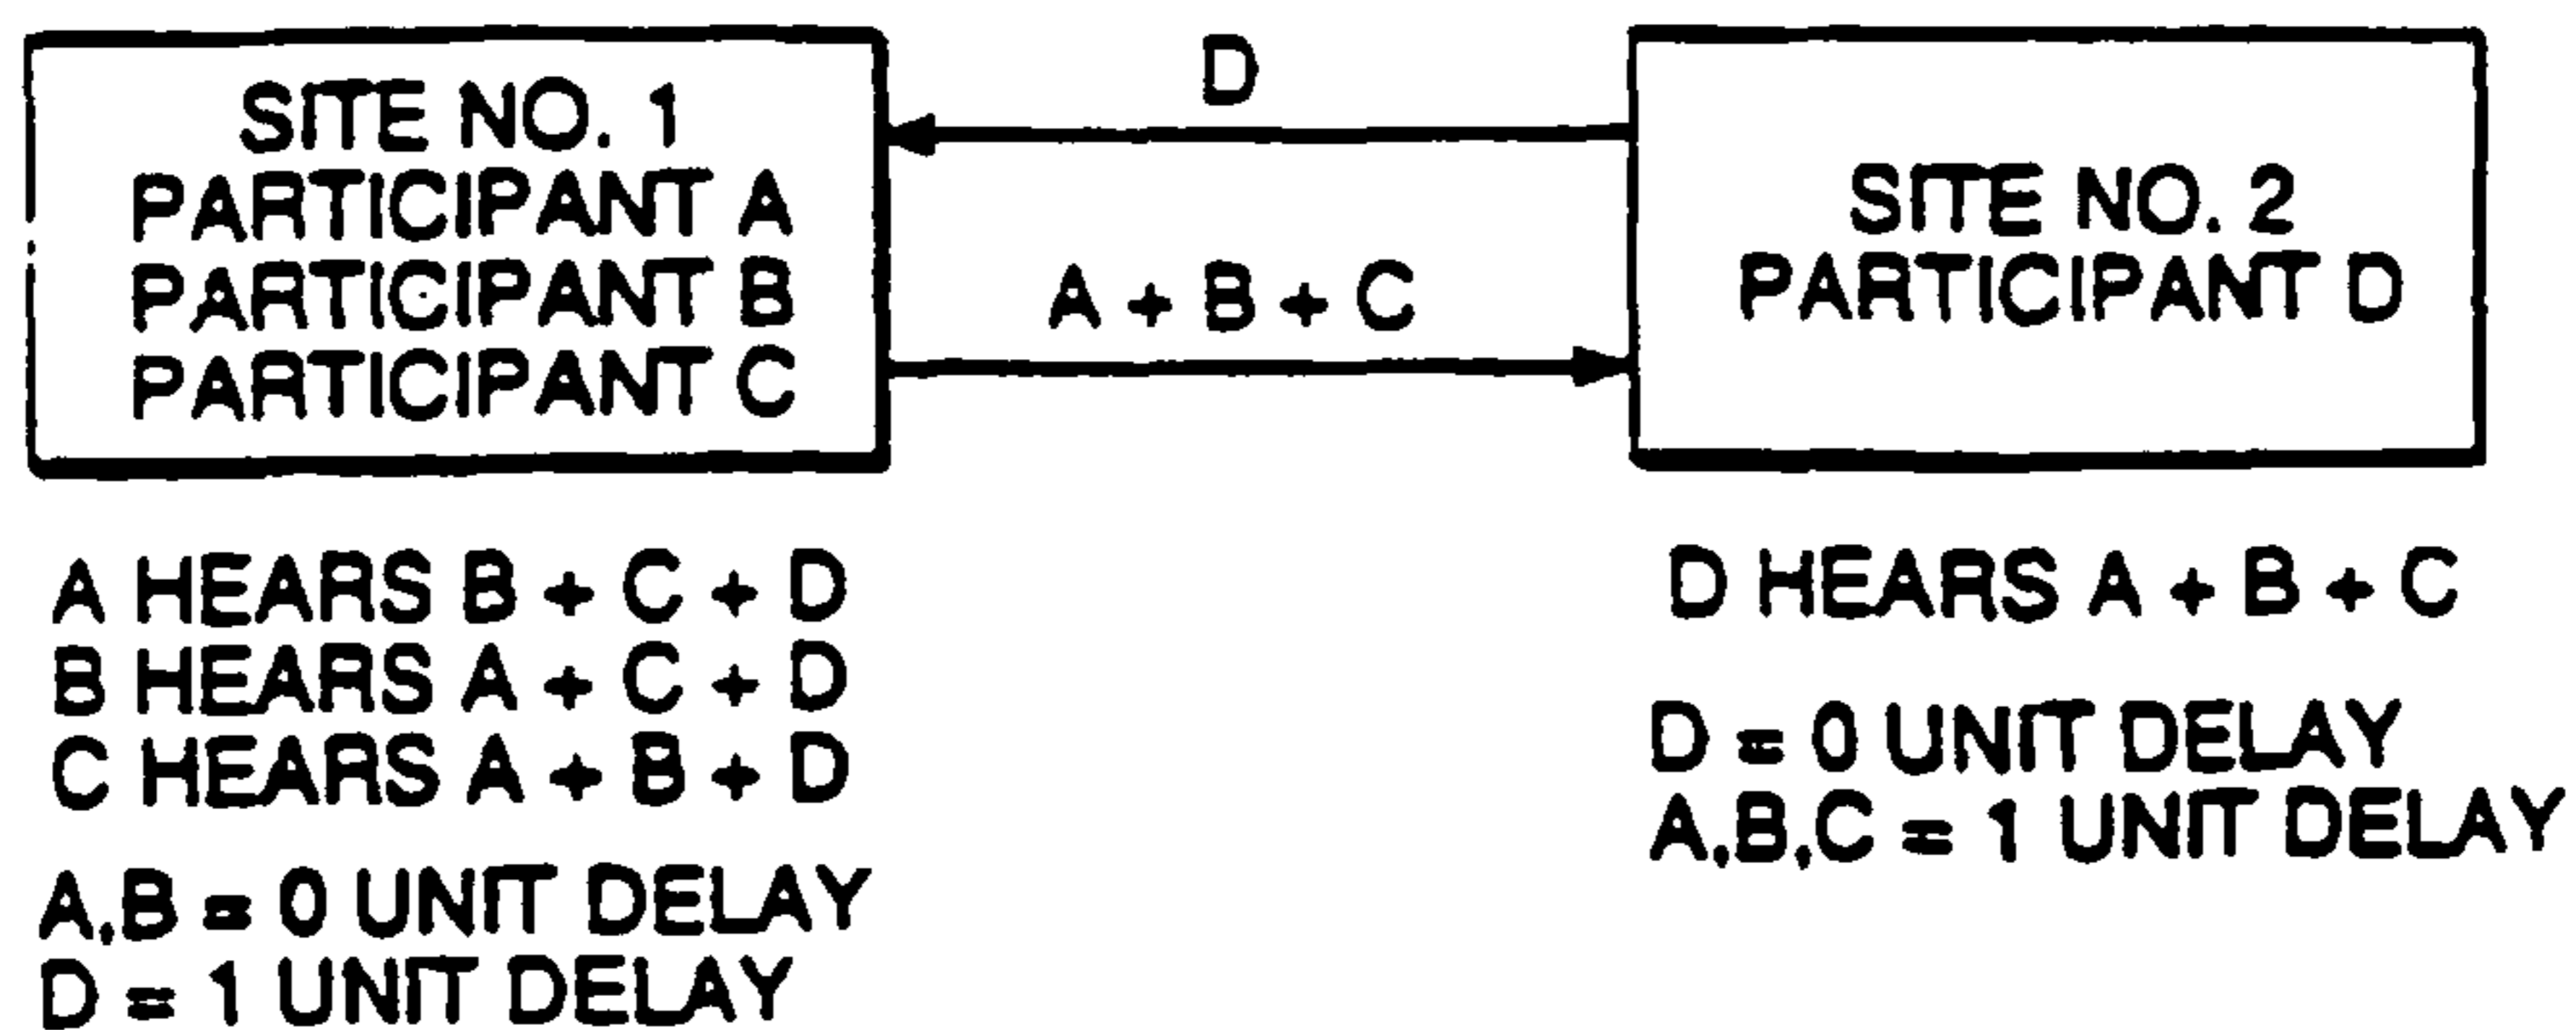 SITE NO. 1
PARTICIPANT A
PARTICIPANT B
PARTICIPANT C
D
A + B + C
SITE NO. 2
PARTICIPANT D
A HEARS B + C + D
B HEARS A + C + D
C HEARS A + B + D
A,B = 0 UNIT DELAY
D = 1 UNIT DELAY
D HEARS A + B + C
D = 0 UNIT DELAY
A,B,C = 1 UNIT DELAY